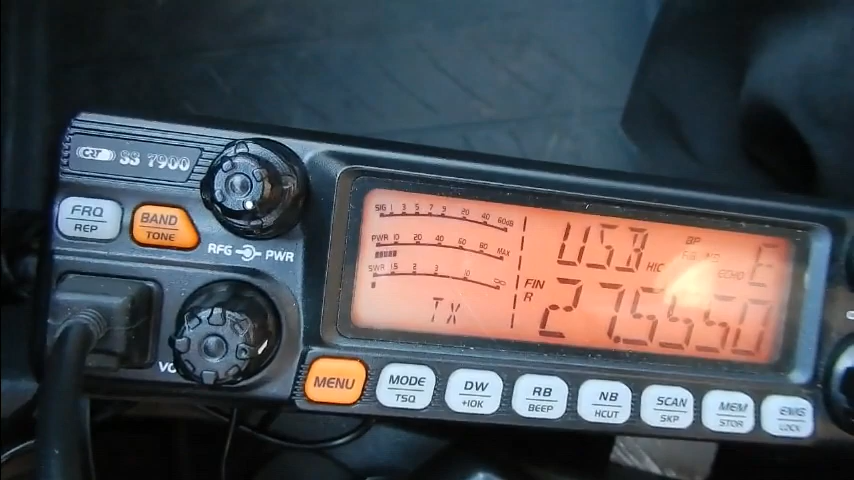 CRT SS 7900
FRQ
REP
BAND
TONE
RFG PWR
VO
SIG 1 3 5 7 9 20 40 60dB
PWR 10 20 40 60 80 MAX
SWR 1.5 2 3 10 ∞
TX
USB
HIC
ECHO
F
FIN
R
27.5550
MENU
MODE
TSQ
DW
+10K
RB
BEEP
NB
HCUT
SCAN
SKP
MEM
STOR
EMG
LOCK